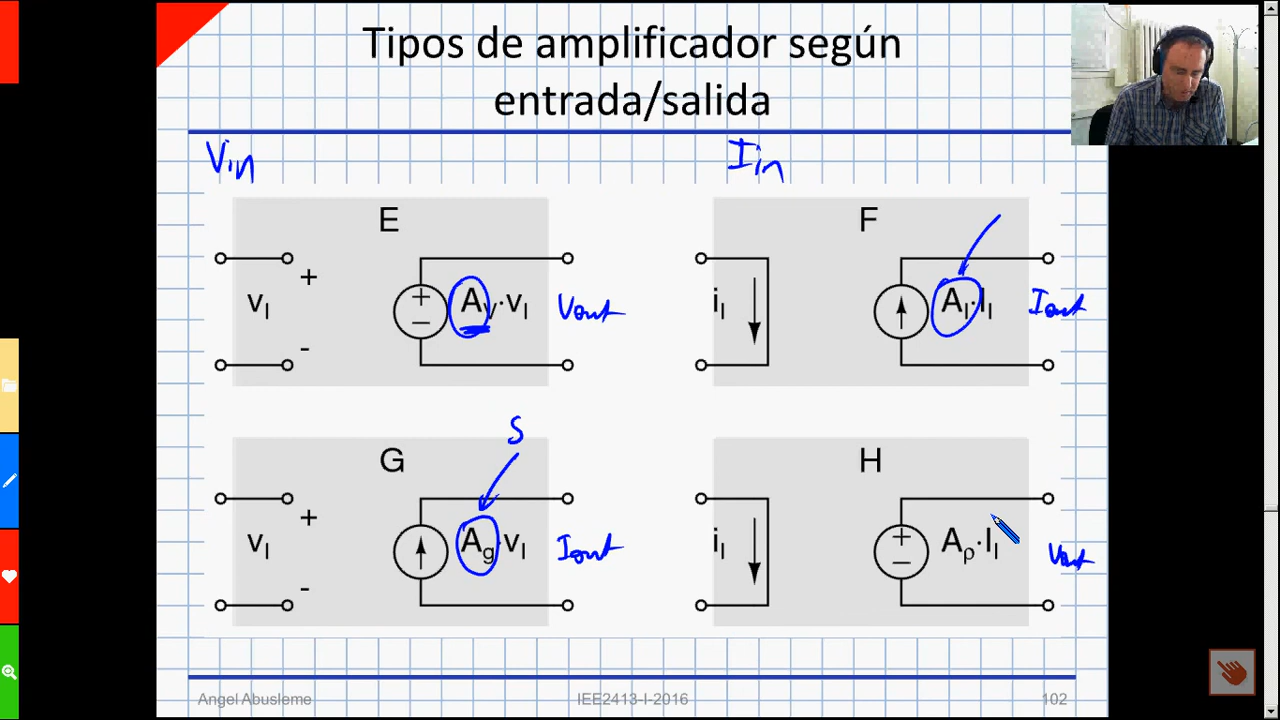 Tipos de amplificador según
entrada/salida
Vin
Iin
E
vI
+
-
+
−
Av·vI
Vout
F
iI
AI·II
Iout
S
G
vI
+
-
Ag·vI
Iout
H
iI
+
−
Aρ·II
Vout
Angel Abusleme
IEE2413-I-2016
102